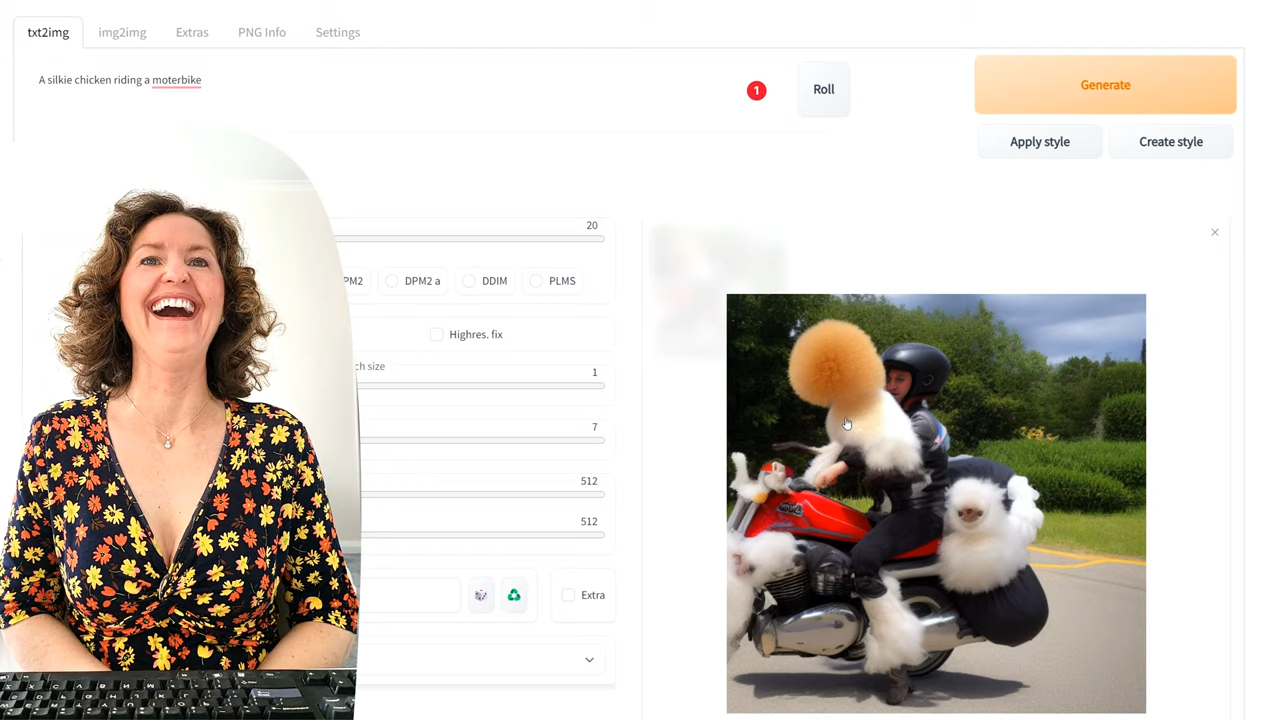 txt2img img2img Extras PNG Info Settings
A silkie chicken riding a moterbike
1
Roll
Generate
Apply style
Create style
20
PM2 DPM2 a DDIM PLMS
Highres. fix
ch size
1
7
512
512
Extra